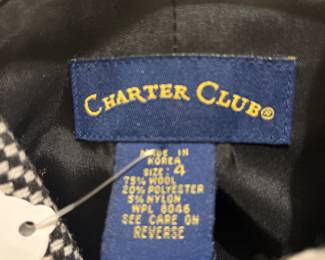 CHARTER CLUB®
MADE IN
KOREA
SIZE: 4
75% WOOL
20% POLYESTER
5% NYLON
WPL 8046
SEE CARE ON
REVERSE